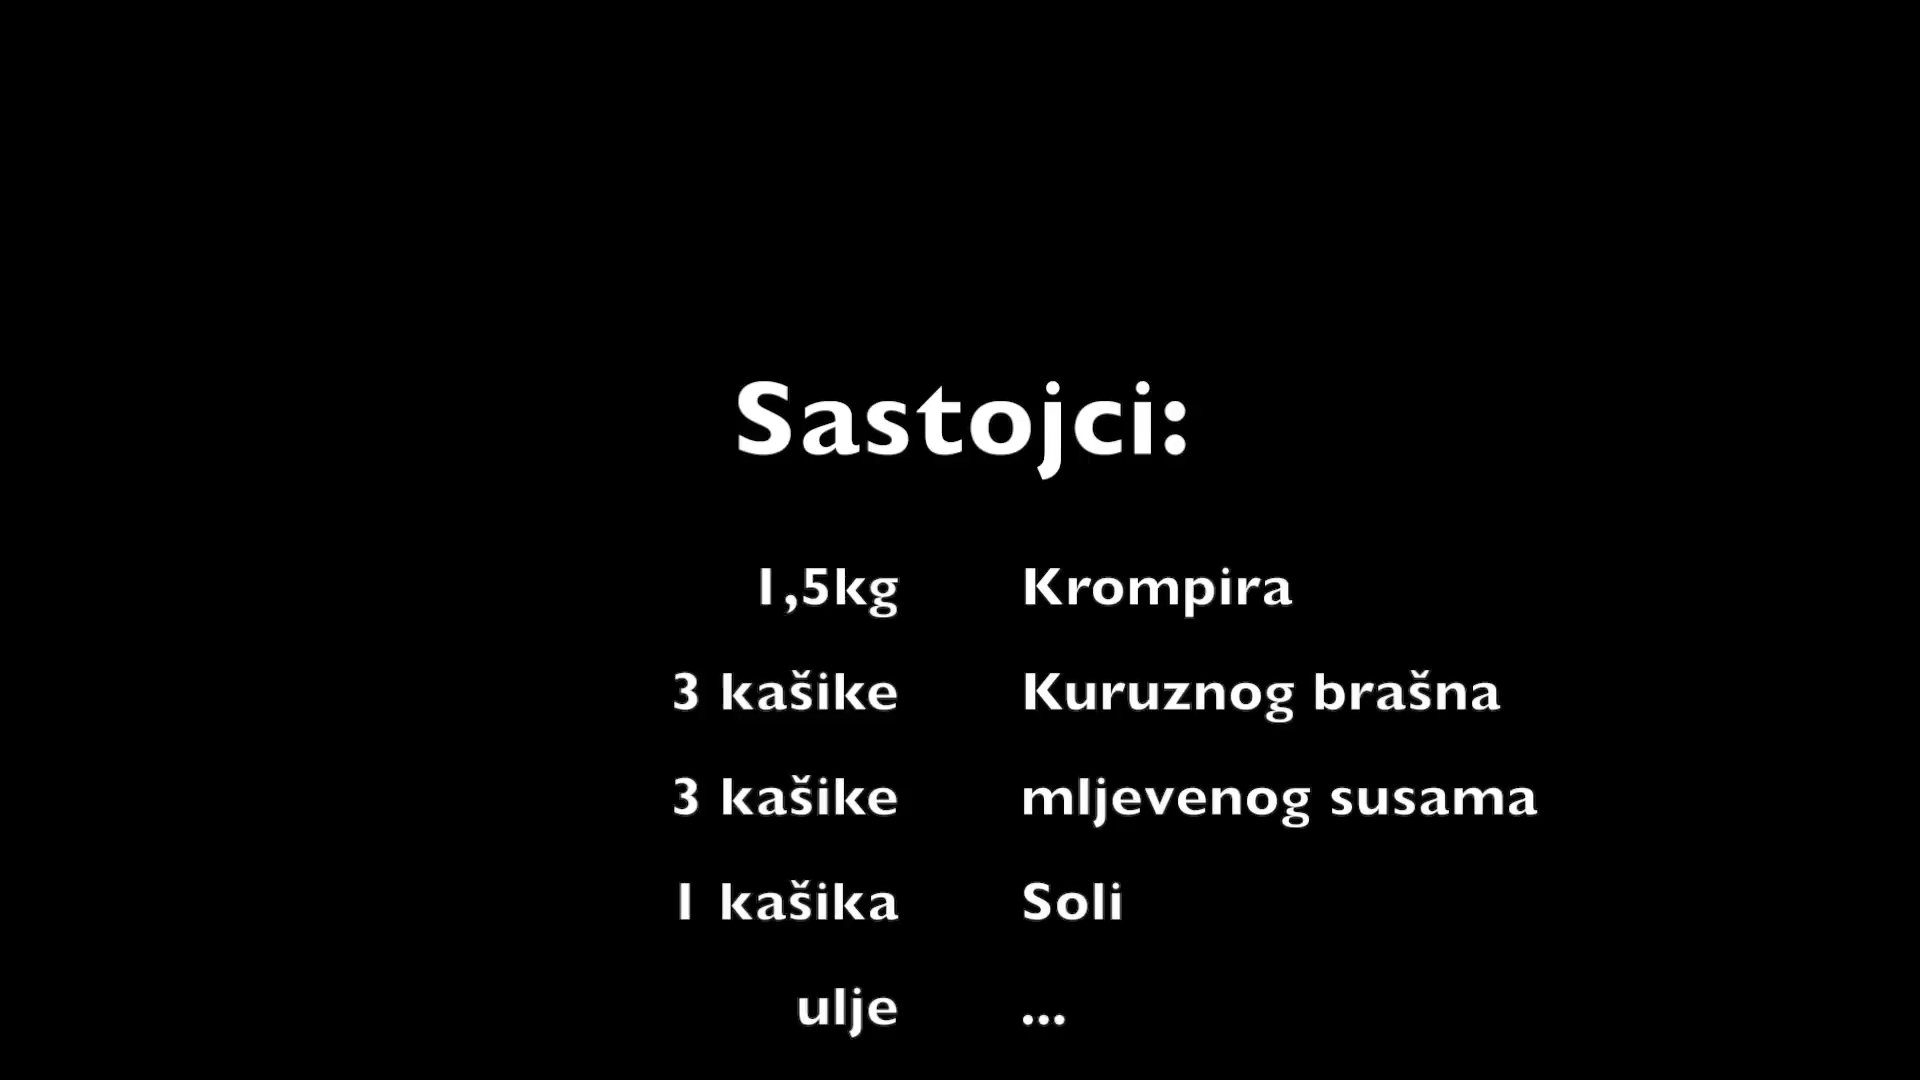 Sastojci:
1,5kg Krompira
3 kašike Kuruznog brašna
3 kašike mljevenog susama
1 kašika Soli
ulje ...